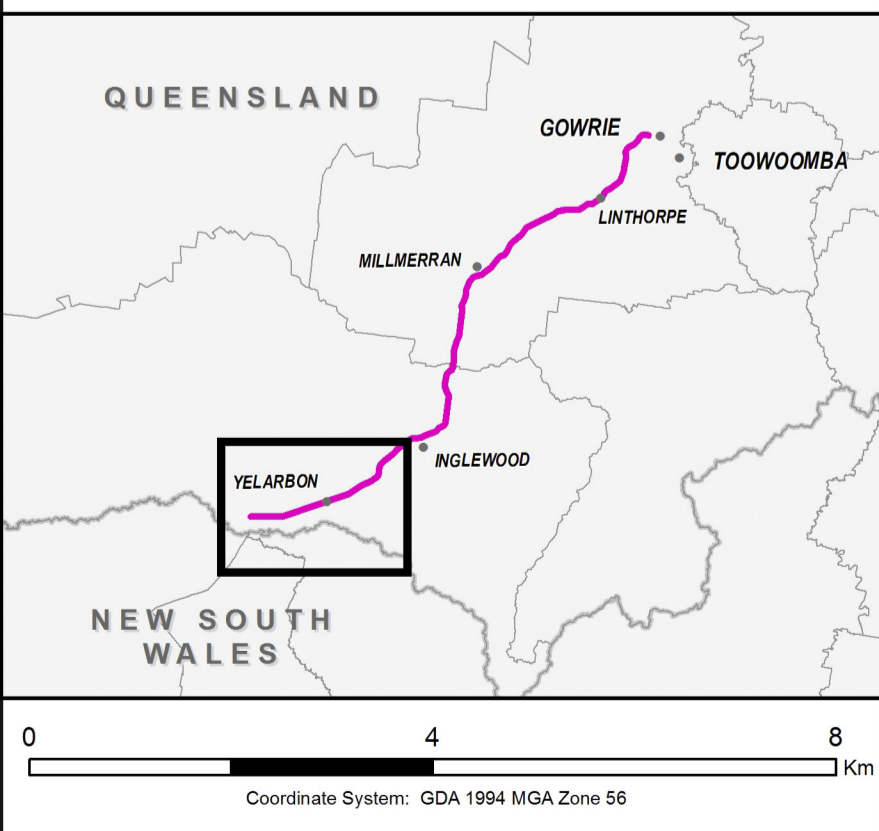 QUEENSLAND
GOWRIE
TOOWOOMBA
LINTHORPE
MILLMERRAN
INGLEWOOD
YELARBON
NEW SOUTH
WALES
0 4 8
Km
Coordinate System: GDA 1994 MGA Zone 56